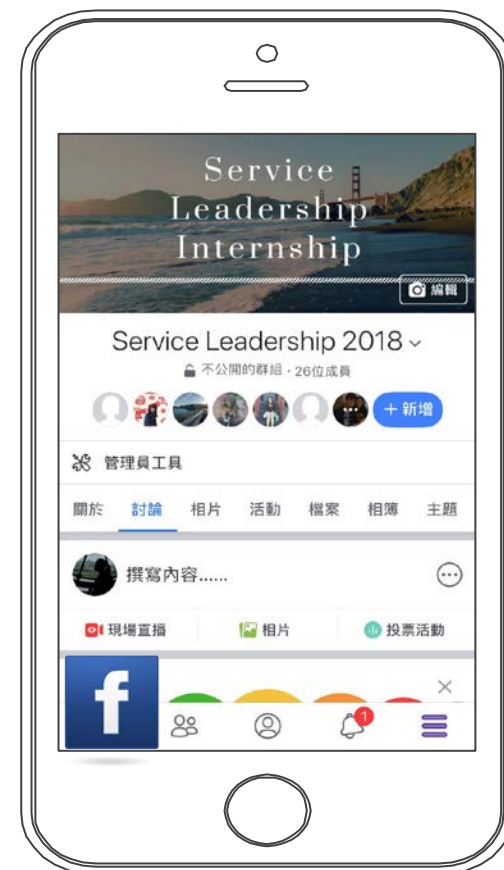 Service
Leadership
Internship
編輯
Service Leadership 2018
不公開的群組・26位成員
+ 新增
管理員工具
關於 討論 相片 活動 檔案 相簿 主題
撰寫內容......
現場直播 相片 投票活動
f
1